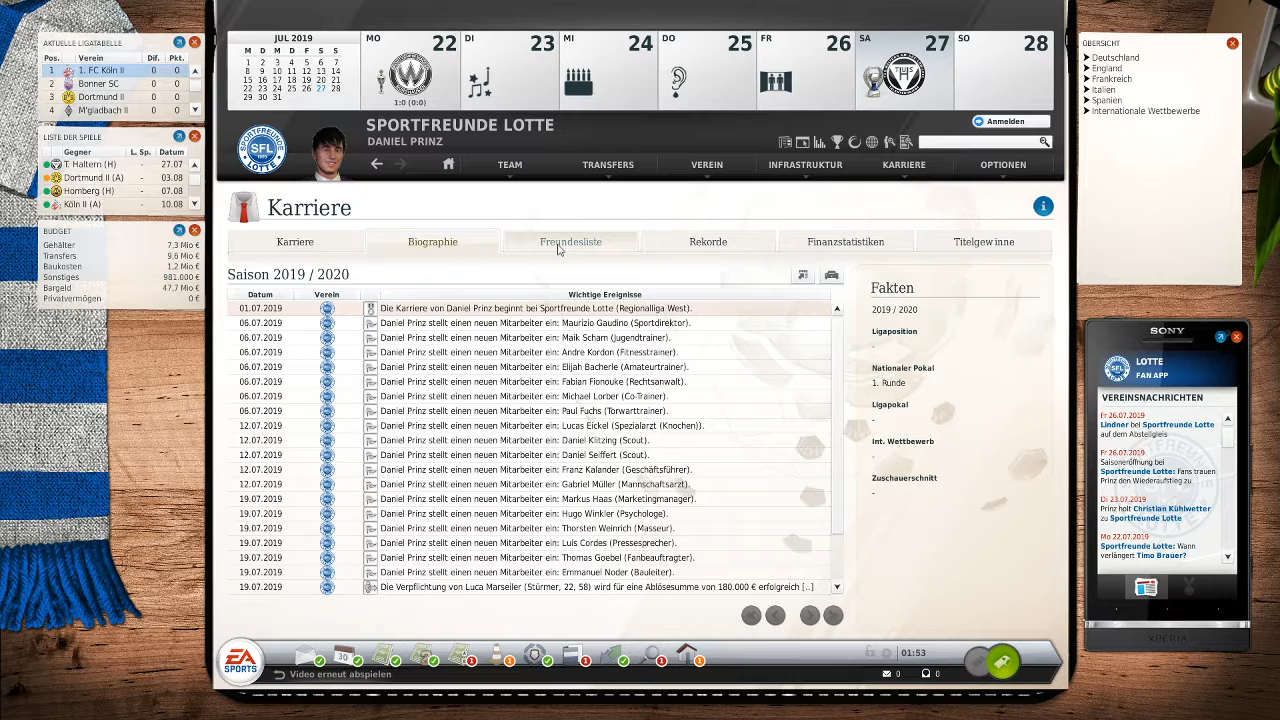 AKTUELLE LIGATABELLE
Pos. Verein Dif. Pkt.
1 1. FC Köln II 0 0
2 Bonner SC 0 0
3 Dortmund II 0 0
4 M'gladbach II 0 0
LISTE DER SPIELE
Gegner L. Sp. Datum
T. Haltern (H) - 27.07
Dortmund II (A) - 03.08
Homberg (H) - 07.08
Köln II (A) - 10.08
BUDGET
Gehälter 7.3 Mio €
Transfers 9.6 Mio €
Baukosten 1.2 Mio €
Sonstiges 981.000 €
Bargeld 47.7 Mio €
Privatvermögen 0 €
JUL 2019
M D M D F S S
1 2 3 4 5 6 7
8 9 10 11 12 13 14
15 16 17 18 19 20 21
22 23 24 25 26 27 28
29 30 31
MO 22
1:0 (0:0)
DI 23
MI 24
DO 25
FR 26
SA 27
SO 28
SPORTFREUNDE LOTTE
DANIEL PRINZ
Anmelden
TEAM TRANSFERS VEREIN INFRASTRUKTUR KARRIERE OPTIONEN
Karriere
Karriere Biographie Freundesliste Rekorde Finanzstatistiken Titelgewinne
Saison 2019 / 2020
Datum Verein Wichtige Ereignisse
01.07.2019 Die Karriere von Daniel Prinz beginnt bei Sportfreunde Lotte (Regionalliga West).
06.07.2019 Daniel Prinz stellt einen neuen Mitarbeiter ein: Maurizio Gaudino (Sportdirektor).
06.07.2019 Daniel Prinz stellt einen neuen Mitarbeiter ein: Maik Scham (Jugendtrainer).
06.07.2019 Daniel Prinz stellt einen neuen Mitarbeiter ein: Andre Kordon (Fitnesstrainer).
06.07.2019 Daniel Prinz stellt einen neuen Mitarbeiter ein: Elijah Bacherle (Amateurtrainer).
06.07.2019 Daniel Prinz stellt einen neuen Mitarbeiter ein: Fabian Fionouke (Rechtsanwalt).
06.07.2019 Daniel Prinz stellt einen neuen Mitarbeiter ein: Michael Lorber (Co-Trainer).
06.07.2019 Daniel Prinz stellt einen neuen Mitarbeiter ein: Paul Fuchs (Torwarttrainer).
12.07.2019 Daniel Prinz stellt einen neuen Mitarbeiter ein: Lucas Eickel (Spezialarzt (Knochen)).
12.07.2019 Daniel Prinz stellt einen neuen Mitarbeiter ein: Daniel Klitzing (Scout).
12.07.2019 Daniel Prinz stellt einen neuen Mitarbeiter ein: Daniel Seiffert (Scout).
12.07.2019 Daniel Prinz stellt einen neuen Mitarbeiter ein: Franz Kalander (Geschäftsführer).
12.07.2019 Daniel Prinz stellt einen neuen Mitarbeiter ein: Gabriel Müller (Mannschaftsarzt).
19.07.2019 Daniel Prinz stellt einen neuen Mitarbeiter ein: Markus Haas (Marketingmanager).
19.07.2019 Daniel Prinz stellt einen neuen Mitarbeiter ein: Hugo Winkler (Psychologe).
19.07.2019 Daniel Prinz stellt einen neuen Mitarbeiter ein: Thorsten Weinrich (Masseur).
19.07.2019 Daniel Prinz stellt einen neuen Mitarbeiter ein: Luis Cordes (Pressesprecher).
19.07.2019 Daniel Prinz stellt einen neuen Mitarbeiter ein: Thomas Goebel (Fanbeauftragter).
19.07.2019 Daniel Prinz stellt einen neuen Mitarbeiter ein: Emmanuel Noder (Bauleiter).
19.07.2019 Die Verpflichtung von Luca Marseiler (Stürmer, 22, 58) wird für eine Ablösesumme von 180.000 € erfolgreich [..]
Fakten
2019 / 2020
Ligaposition
-
Nationaler Pokal
1. Runde
Ligapokal
-
Int. Wettbewerb
-
Zuschauerschnitt
-
EA SPORTS
30
1 1 1 1 1
01:53
Video erneut abspielen
0 0
ÜBERSICHT
Deutschland
England
Frankreich
Italien
Spanien
Internationale Wettbewerbe
SONY
LOTTE
FAN APP
VEREINSNACHRICHTEN
Fr 26.07.2019
Lindner bei Sportfreunde Lotte
auf dem Abstellgleis
Fr 26.07.2019
Saisoneröffnung bei
Sportfreunde Lotte: Fans trauen
Prinz den Wiederaufstieg zu
Di 23.07.2019
Prinz holt Christian Kühlwetter
zu Sportfreunde Lotte
Mo 22.07.2019
Sportfreunde Lotte: Wann
verlängert Timo Brauer?
XPERIA